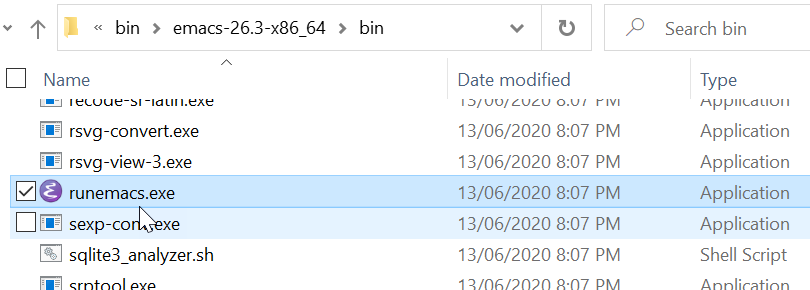 « bin > emacs-26.3-x86_64 > bin Search bin
Name Date modified Type
recode-sr-latin.exe 13/06/2020 8:07 PM Application
rsvg-convert.exe 13/06/2020 8:07 PM Application
rsvg-view-3.exe 13/06/2020 8:07 PM Application
runemacs.exe 13/06/2020 8:07 PM Application
sexp-conv.exe 13/06/2020 8:07 PM Application
sqlite3_analyzer.sh 13/06/2020 8:07 PM Shell Script
srptool.exe 13/06/2020 8:07 PM Application